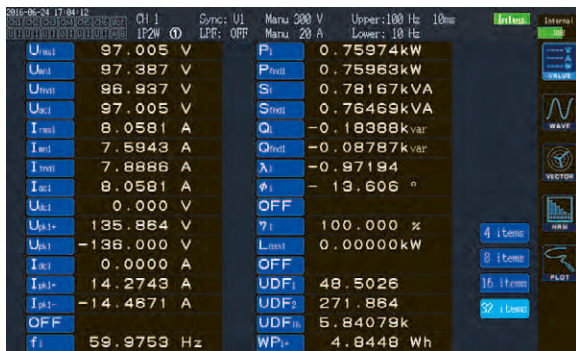 2016-06-24 17:04:12
CH 1 Sync: U1 Manu 300 V Upper:100 Hz 10ms Integ. Internal
1P2W ① LPF: OFF Manu 20 A Lower: 10 Hz USB
Urms1 97.005 V P1 0.75974kW
Umn1 97.387 V Pfnd1 0.75963kW
Ufnd1 96.937 V S1 0.78167kVA
Uac1 97.005 V Sfnd1 0.76469kVA
Irms1 8.0581 A Q1 -0.18388kvar
Imn1 7.5943 A Qfnd1 -0.08787kvar
Ifnd1 7.8886 A λ1 -0.97194
Iac1 8.0581 A φ1 - 13.606 °
Udc1 0.000 V OFF
Upk1+ 135.864 V η1 100.000 %
Upk1- -136.000 V Loss1 0.00000kW
Idc1 0.0000 A OFF
Ipk1+ 14.2743 A UDF1 48.5026
Ipk1- -14.4671 A UDF2 271.864
OFF UDF16 5.84079k
f1 59.9753 Hz WP1+ 4.8448 Wh
4 items
8 items
16 items
32 items
VALUE
WAVE
VECTOR
HRM
PLOT